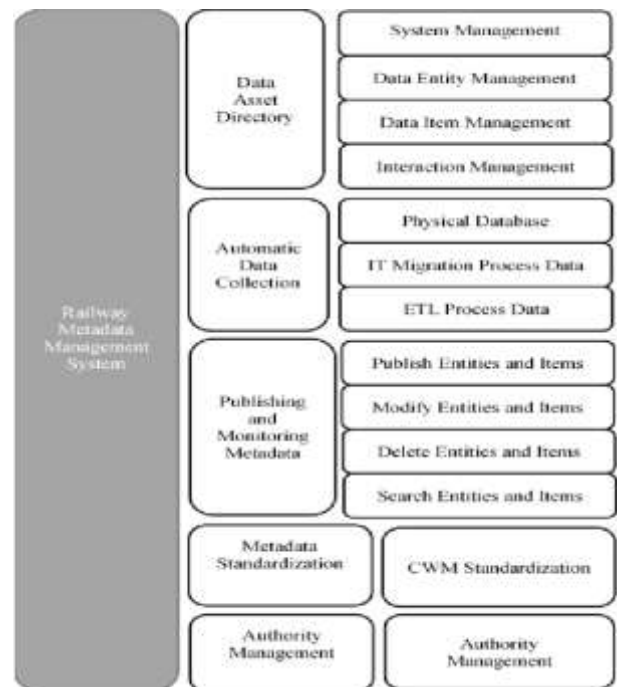 Railway
Metadata
Management
System
Data
Asset
Directory
System Management
Data Entity Management
Data Item Management
Interaction Management
Automatic
Data
Collection
Physical Database
IT Migration Process Data
ETL Process Data
Publishing
and
Monitoring
Metadata
Publish Entities and Items
Modify Entities and Items
Delete Entities and Items
Search Entities and Items
Metadata
Standardization
CWM Standardization
Authority
Management
Authority
Management